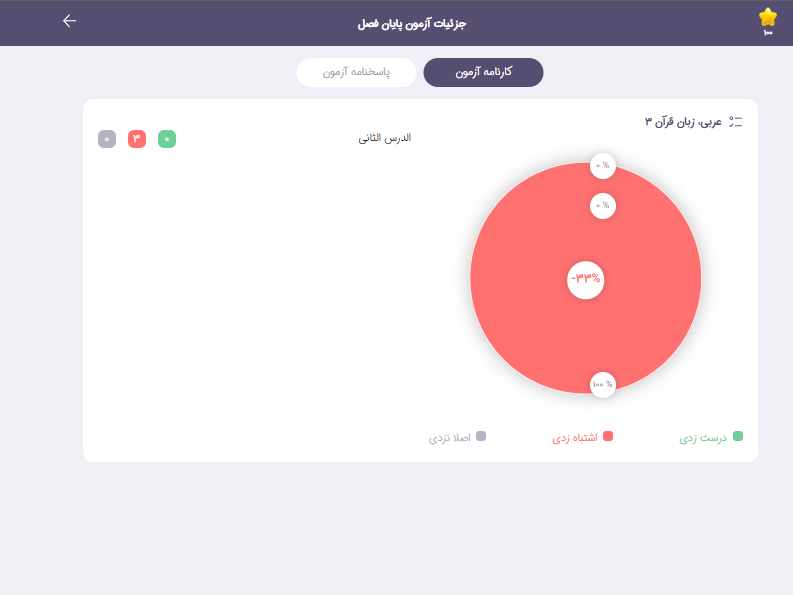 جزئیات آزمون پایان فصل
۱۰۰
کارنامه آزمون
پاسخنامه آزمون
عربی، زبان قرآن ۳
الدرس الثانی
۰ ۳ ۰
۰ %
۰ %
-۳۳%
۱۰۰ %
درست زدی
اشتباه زدی
اصلا نزدی